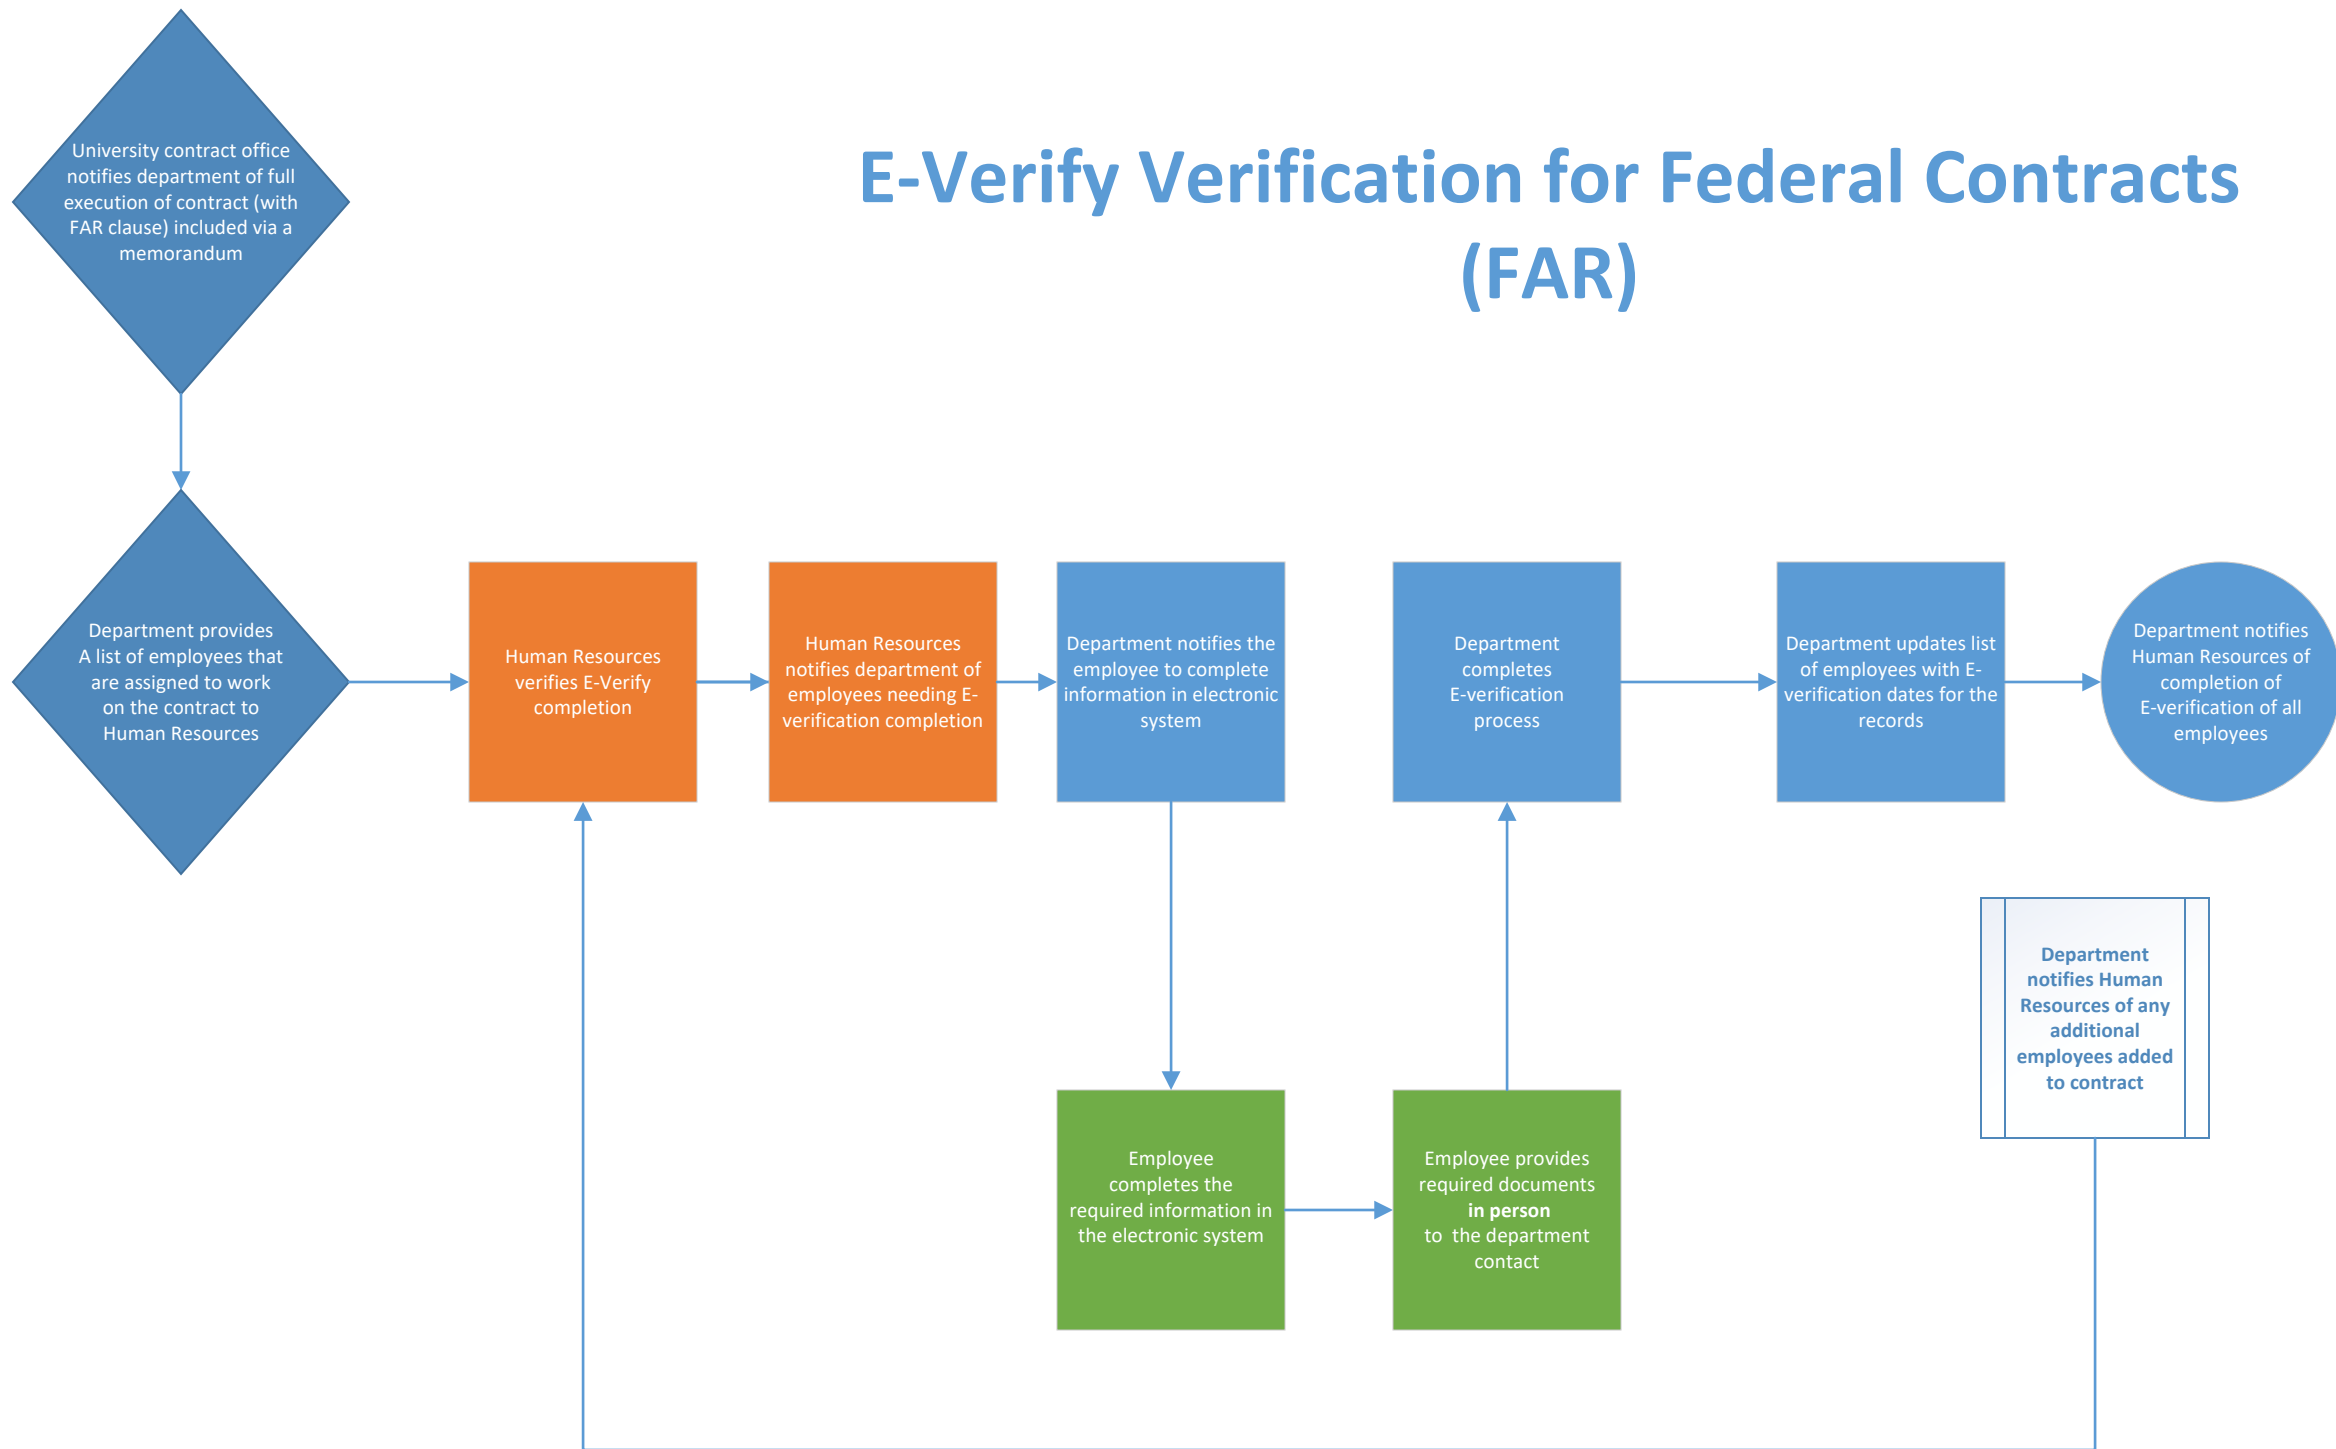 University contract office
notifies department of full
execution of contract (with
FAR clause) included via a
memorandum
E-Verify Verification for Federal Contracts
(FAR)
Department provides
A list of employees that
are assigned to work
on the contract to
Human Resources
Human Resources
verifies E-Verify
completion
Human Resources
notifies department of
employees needing E-
verification completion
Department notifies the
employee to complete
information in electronic
system
Department
completes
E-verification
process
Department updates list
of employees with E-
verification dates for the
records
Department notifies
Human Resources of
completion of
E-verification of all
employees
Department
notifies Human
Resources of any
additional
employees added
to contract
Employee
completes the
required information in
the electronic system
Employee provides
required documents
in person
to  the department
contact